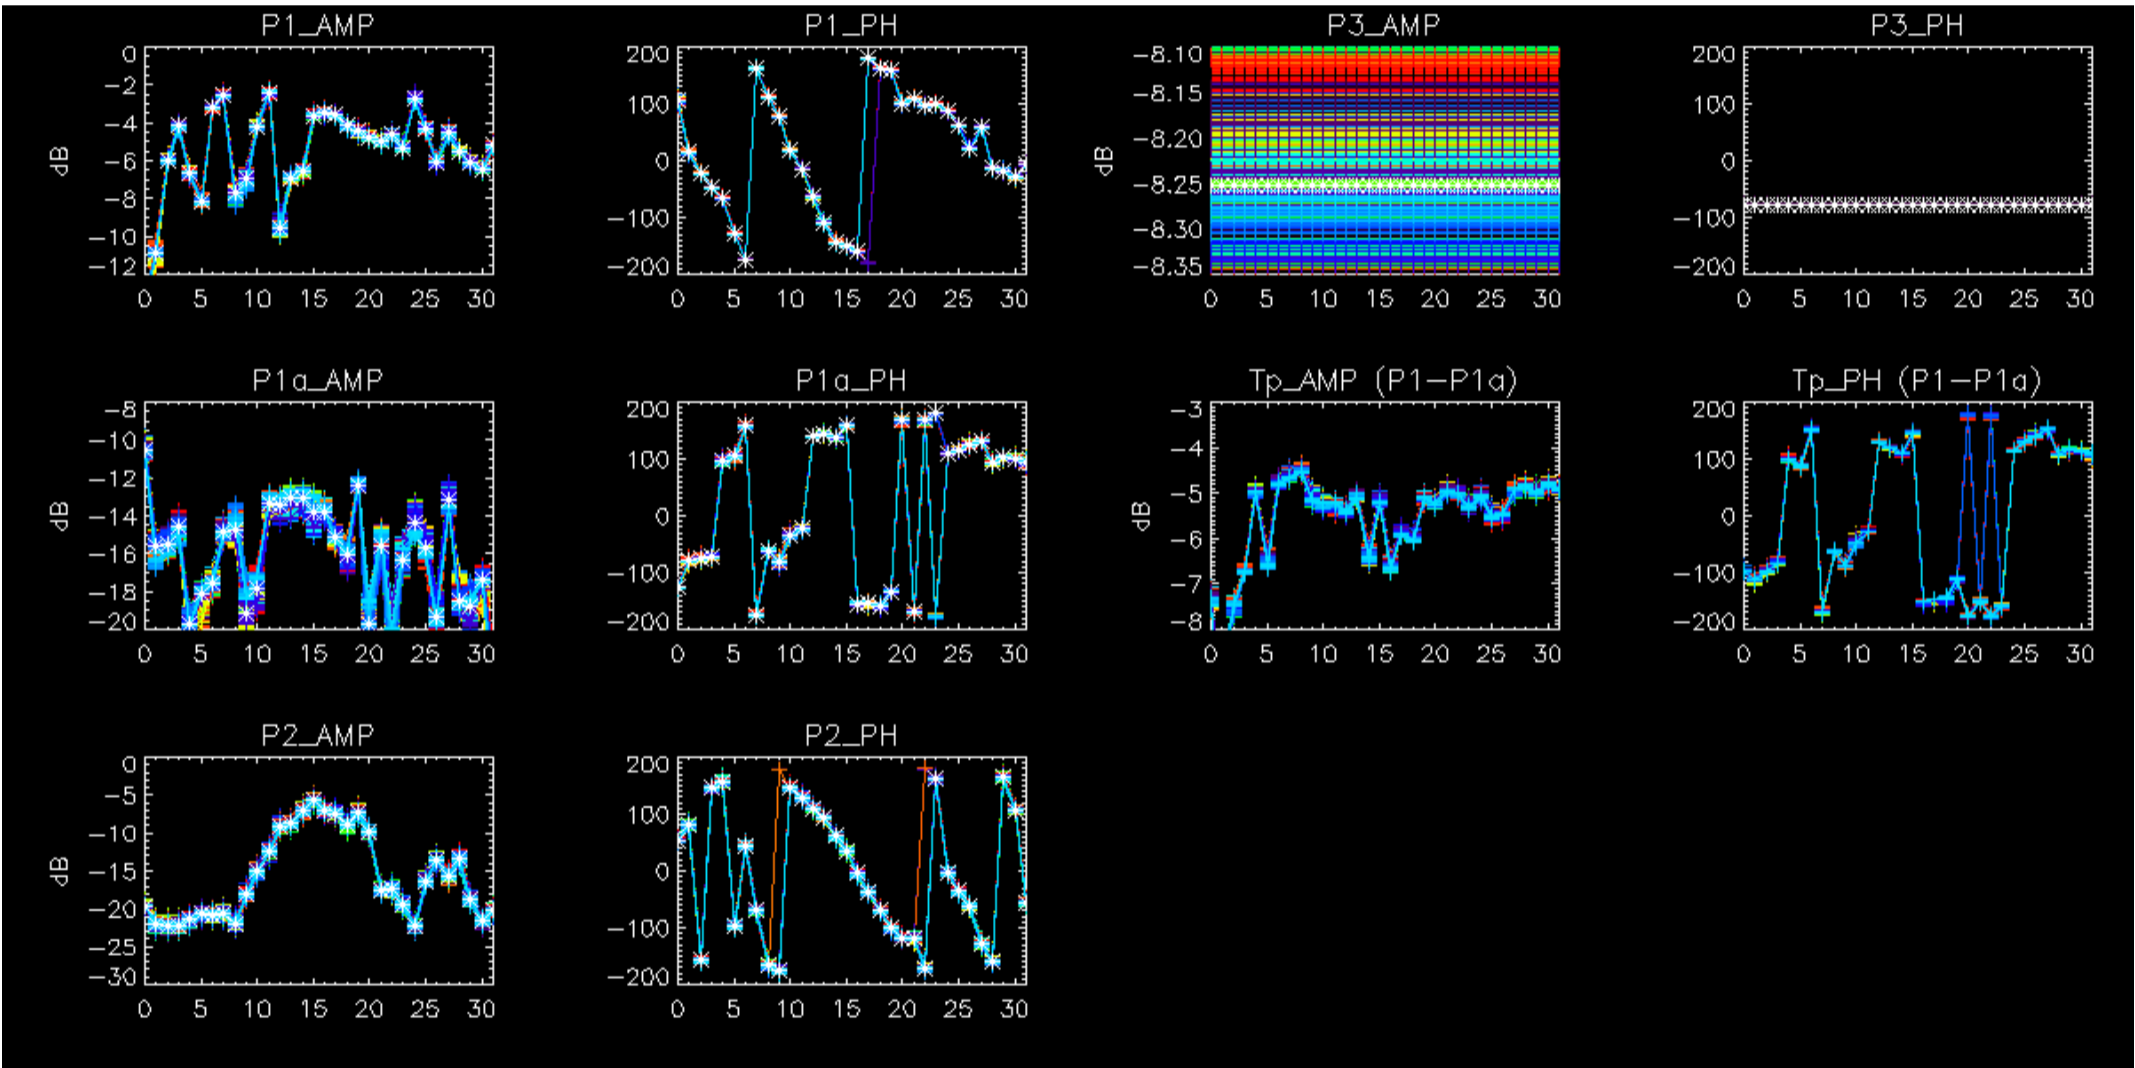 P1_AMP
dB
0
−2
−4
−6
−8
−10
−12
0 5 10 15 20 25 30
P1_PH
200
100
0
−100
−200
0 5 10 15 20 25 30
P3_AMP
dB
−8.10
−8.15
−8.20
−8.25
−8.30
−8.35
0 5 10 15 20 25 30
P3_PH
200
100
0
−100
−200
0 5 10 15 20 25 30
P1a_AMP
dB
−8
−10
−12
−14
−16
−18
−20
0 5 10 15 20 25 30
P1a_PH
200
100
0
−100
−200
0 5 10 15 20 25 30
Tp_AMP (P1−P1a)
dB
−3
−4
−5
−6
−7
−8
0 5 10 15 20 25 30
Tp_PH (P1−P1a)
200
100
0
−100
−200
0 5 10 15 20 25 30
P2_AMP
dB
0
−5
−10
−15
−20
−25
−30
0 5 10 15 20 25 30
P2_PH
200
100
0
−100
−200
0 5 10 15 20 25 30